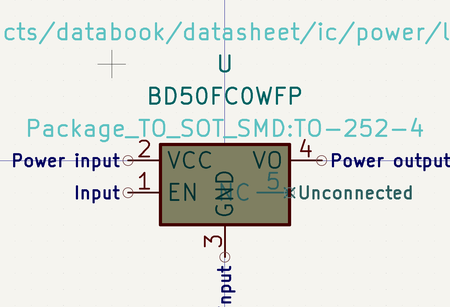 cts/databook/datasheet/ic/power/l
U
BD50FC0WFP
Package_TO_SOT_SMD:TO-252-4
Power input 2 VCC VO 4 Power output
Input 1 EN NC 5 Unconnected
GND
3
nput